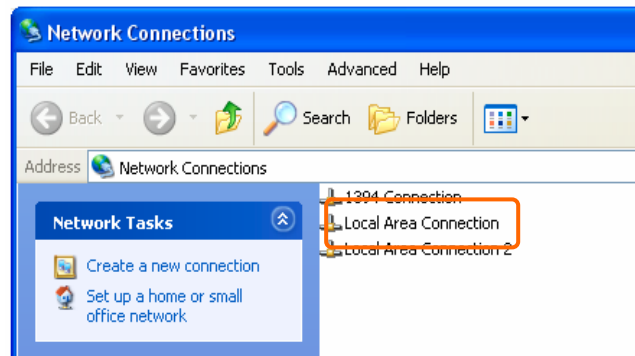 Network Connections
File Edit View Favorites Tools Advanced Help
Back Search Folders
Address Network Connections
1394 Connection
Network Tasks
Local Area Connection
Local Area Connection 2
Create a new connection
Set up a home or small
office network